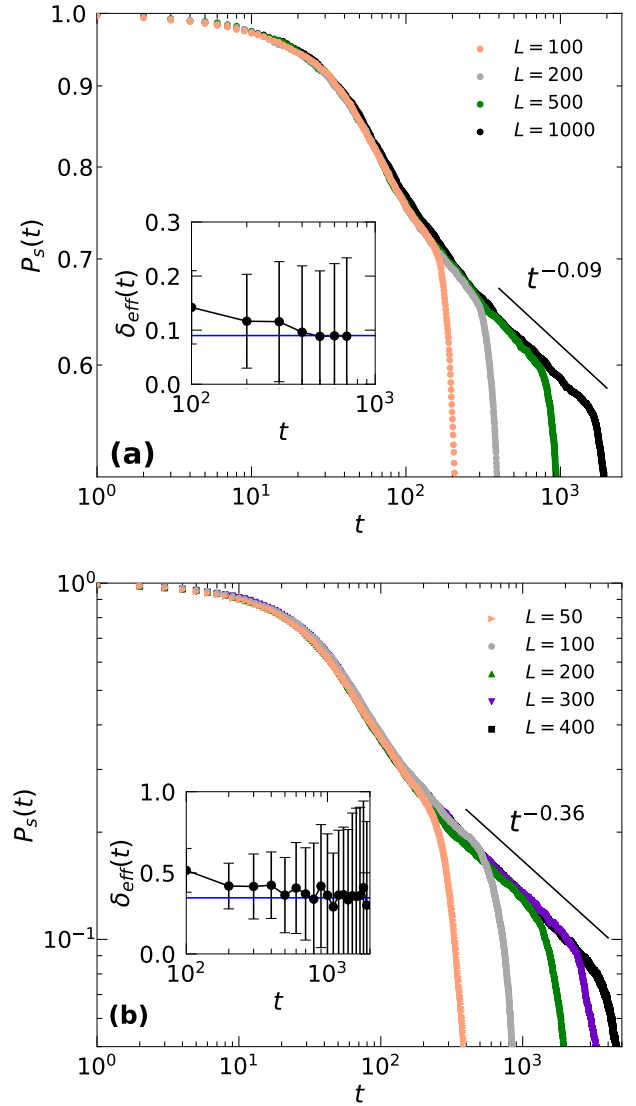 1.0
0.9
0.8
0.7
0.6
P_s(t)
L = 100
L = 200
L = 500
L = 1000
t^{−0.09}
0.3
0.2
0.1
0.0
δ_eff(t)
10^2
10^3
t
(a)
10^0
10^1
10^2
10^3
t
10^0
10^{−1}
P_s(t)
L = 50
L = 100
L = 200
L = 300
L = 400
t^{−0.36}
1.0
0.5
0.0
δ_eff(t)
10^2
10^3
t
(b)
10^0
10^1
10^2
10^3
t